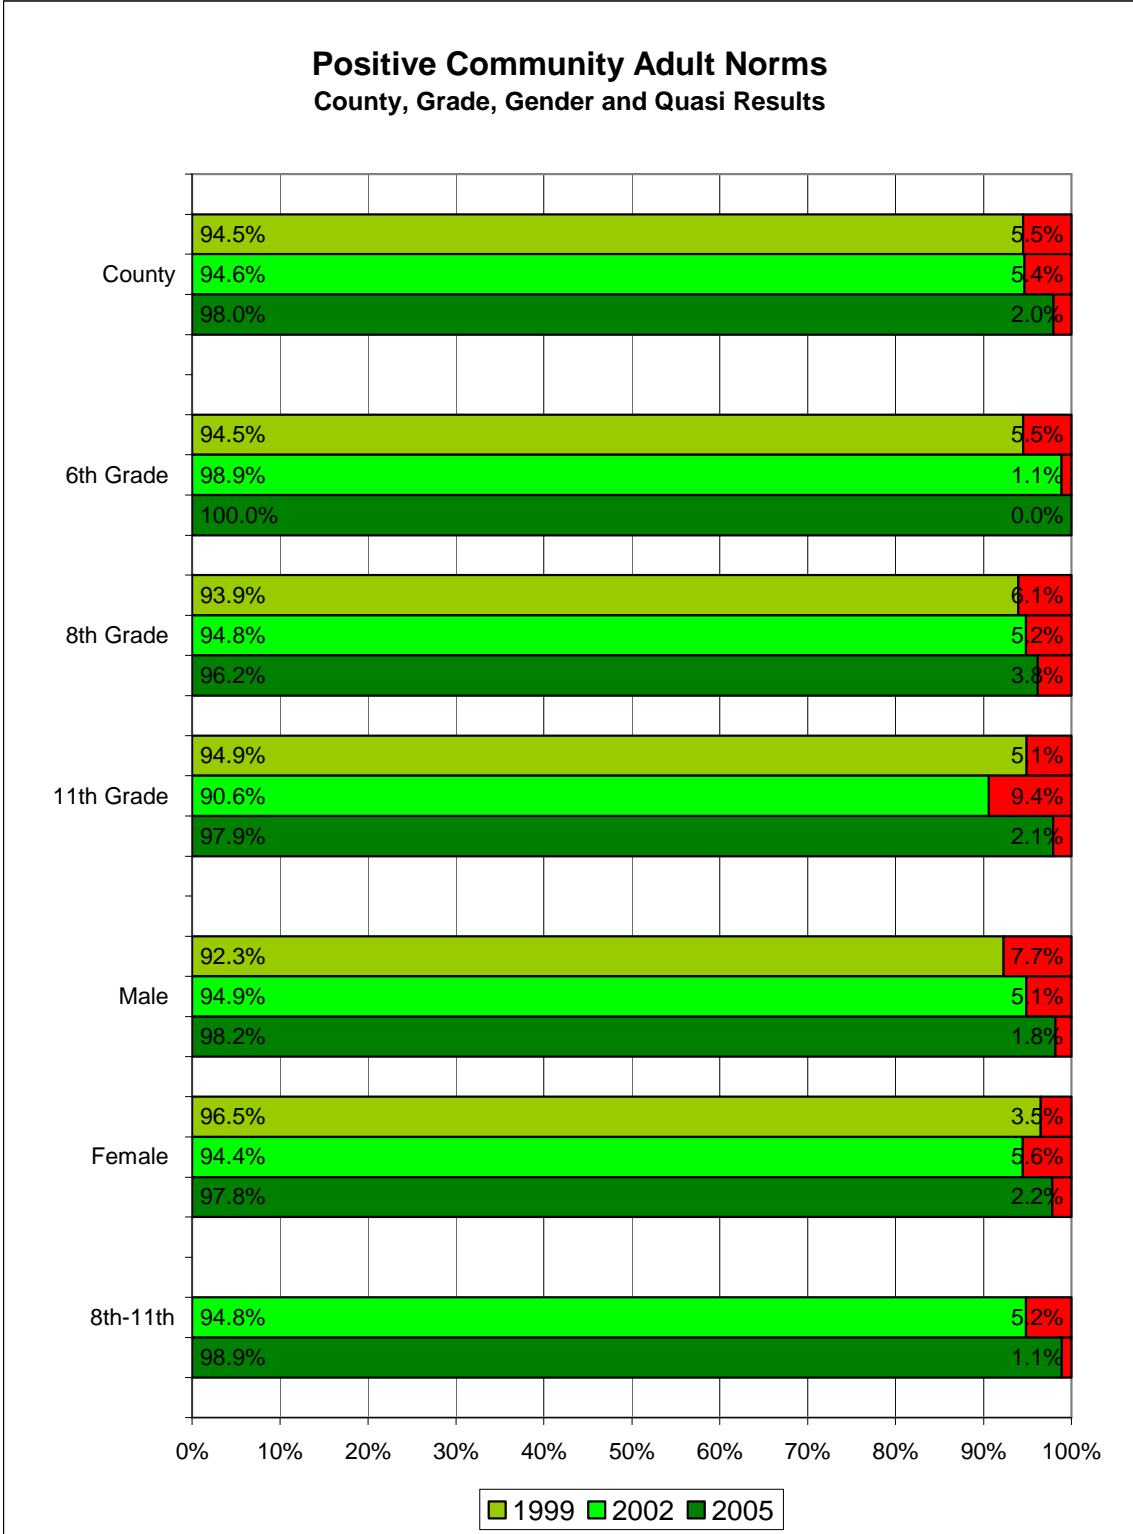 Positive Community Adult Norms
County, Grade, Gender and Quasi Results
94.5% 5.5%
County 94.6% 5.4%
98.0% 2.0%
94.5% 5.5%
6th Grade 98.9% 1.1%
100.0% 0.0%
93.9% 6.1%
8th Grade 94.8% 5.2%
96.2% 3.8%
94.9% 5.1%
11th Grade 90.6% 9.4%
97.9% 2.1%
92.3% 7.7%
Male 94.9% 5.1%
98.2% 1.8%
96.5% 3.5%
Female 94.4% 5.6%
97.8% 2.2%
8th-11th 94.8% 5.2%
98.9% 1.1%
0% 10% 20% 30% 40% 50% 60% 70% 80% 90% 100%
1999 2002 2005